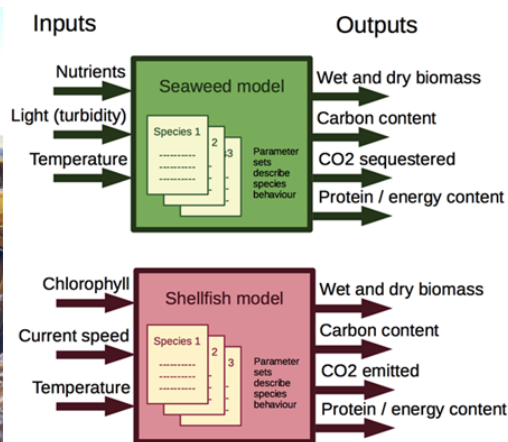 Inputs
Outputs
Nutrients
Light (turbidity)
Temperature
Seaweed model
Species 1
----------
----------
----------
2
s3
Parameter
sets
describe
species
behaviour
Wet and dry biomass
Carbon content
CO2 sequestered
Protein / energy content
Chlorophyll
Current speed
Temperature
Shellfish model
Species 1
----------
----------
----------
2
3
Parameter
sets
describe
species
behaviour
Wet and dry biomass
Carbon content
CO2 emitted
Protein / energy content